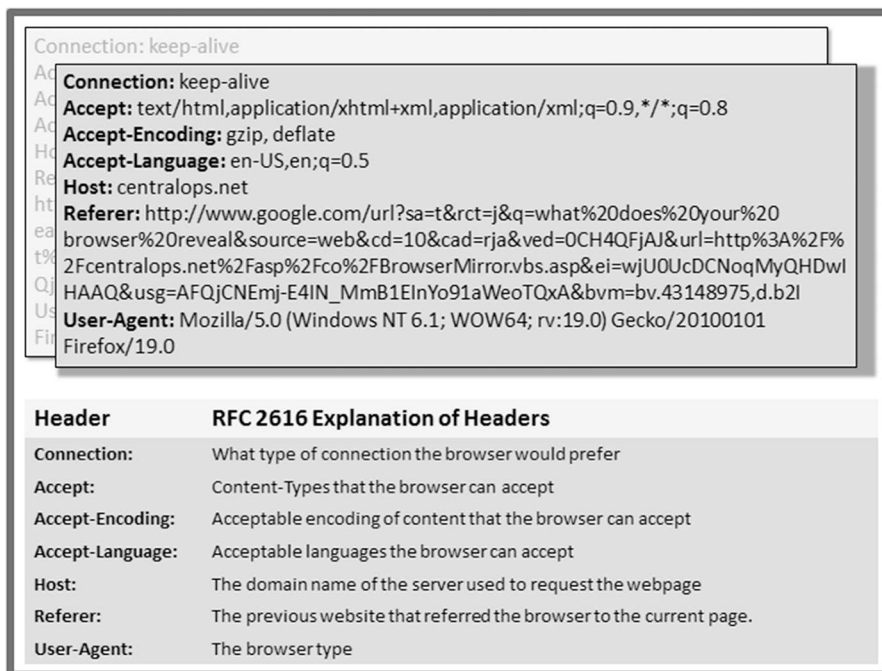 Connection: keep-alive
Connection: keep-alive
Accept: text/html,application/xhtml+xml,application/xml;q=0.9,*/*;q=0.8
Accept-Encoding: gzip, deflate
Accept-Language: en-US,en;q=0.5
Host: centralops.net
Referer: http://www.google.com/url?sa=t&rct=j&q=what%20does%20your%20
browser%20reveal&source=web&cd=10&cad=rja&ved=0CH4QFjAJ&url=http%3A%2F%
2Fcentralops.net%2Fasp%2Fco%2FBrowserMirror.vbs.asp&ei=wjU0UcDCNoqMyQHDwI
HAAQ&usg=AFQjCNEmj-E4IN_MmB1EInYo91aWeoTQxA&bvm=bv.43148975,d.b2I
User-Agent: Mozilla/5.0 (Windows NT 6.1; WOW64; rv:19.0) Gecko/20100101
Firefox/19.0
Header RFC 2616 Explanation of Headers
Connection: What type of connection the browser would prefer
Accept: Content-Types that the browser can accept
Accept-Encoding: Acceptable encoding of content that the browser can accept
Accept-Language: Acceptable languages the browser can accept
Host: The domain name of the server used to request the webpage
Referer: The previous website that referred the browser to the current page.
User-Agent: The browser type